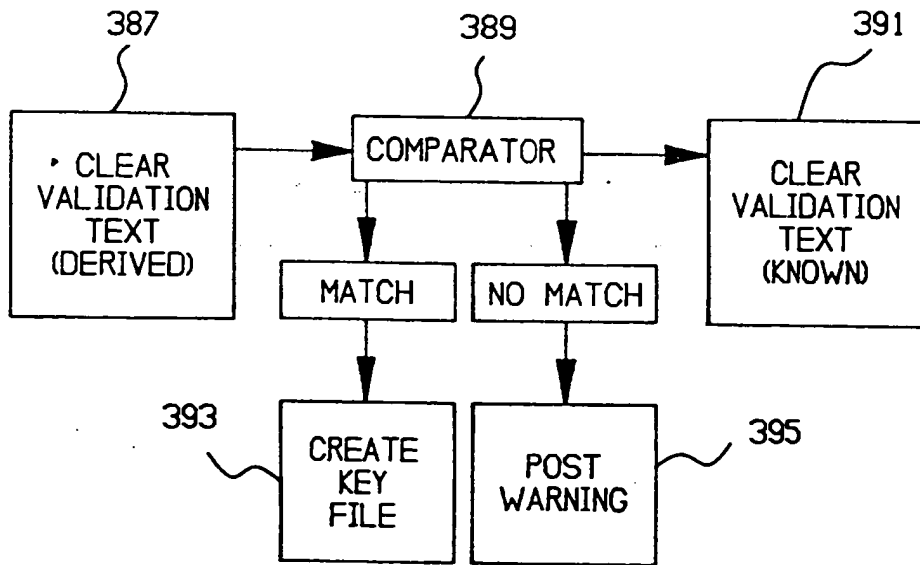 387
389
391
CLEAR
VALIDATION
TEXT
(DERIVED)
COMPARATOR
CLEAR
VALIDATION
TEXT
(KNOWN)
MATCH
NO MATCH
393
CREATE
KEY
FILE
POST
WARNING
395